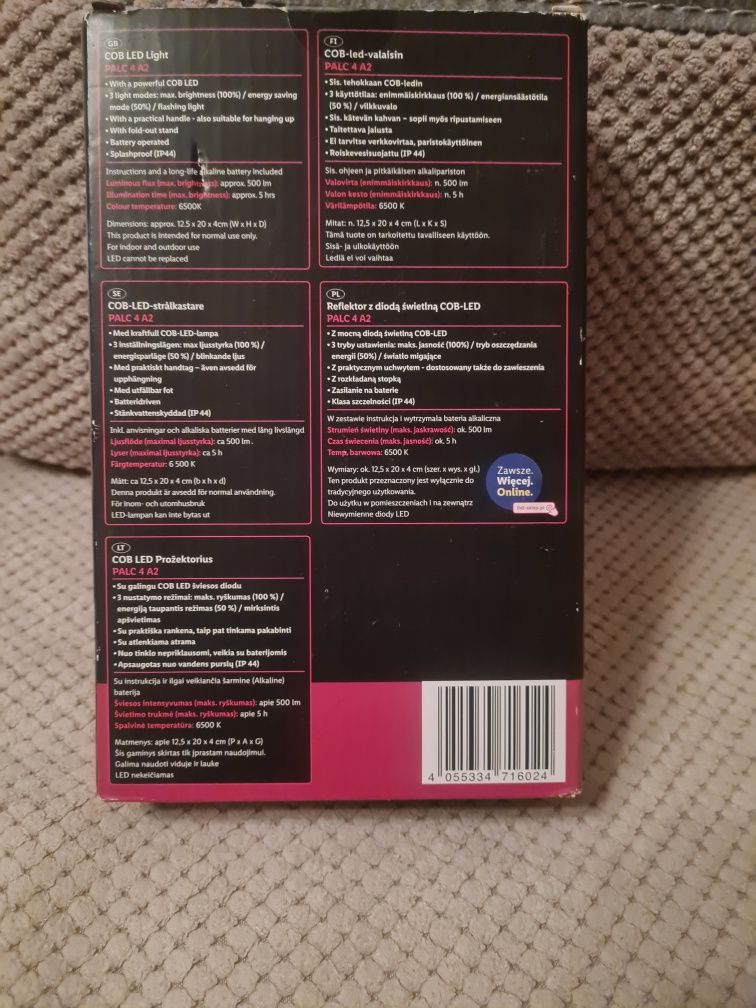 GB
COB LED Light
PALC 4 A2
• With a powerful COB LED
• 3 light modes: max. brightness (100%) / energy saving
mode (50%) / flashing light
• With a practical handle - also suitable for hanging up
• With fold-out stand
• Battery operated
• Splashproof (IP44)
Instructions and a long-life alkaline battery included
Luminous flux (max. brightness): approx. 500 lm
Illumination time (max. brightness): approx. 5 hrs
Colour temperature: 6500K
Dimensions: approx. 12.5 x 20 x 4cm (W x H x D)
This product is intended for normal use only.
For indoor and outdoor use
LED cannot be replaced
FI
COB-led-valaisin
PALC 4 A2
• Sis. tehokkaan COB-ledin
• 3 käyttötilaa: enimmäiskirkkaus (100 %) / energiansäästötila
(50 %) / vilkkuvalo
• Sis. kätevän kahvan – sopii myös ripustamiseen
• Taitettava jalusta
• Ei tarvitse verkkovirtaa, paristokäyttöinen
• Roiskevesisuojattu (IP 44)
Sis. ohjeen ja pitkäikäisen alkalipariston
Valovirta (enimmäiskirkkaus): n. 500 lm
Valon kesto (enimmäiskirkkaus): n. 5 h
Värilämpötila: 6500 K
Mitat: n. 12,5 x 20 x 4 cm (L x K x S)
Tämä tuote on tarkoitettu tavalliseen käyttöön.
Sisä- ja ulkokäyttöön
Lediä ei voi vaihtaa
SE
COB-LED-strålkastare
PALC 4 A2
• Med kraftfull COB-LED-lampa
• 3 inställningslägen: max ljusstyrka (100 %) /
energisparläge (50 %) / blinkande ljus
• Med praktiskt handtag – även avsedd för
upphängning
• Med utfällbar fot
• Batteridriven
• Stänkvattenskyddad (IP 44)
Inkl. anvisningar och alkaliska batterier med lång livslängd
Ljusflöde (maximal ljusstyrka): ca 500 lm.
Lyser (maximal ljusstyrka): ca 5 h
Färgtemperatur: 6 500 K
Mått: ca 12,5 x 20 x 4 cm (b x h x d)
Denna produkt är avsedd för normal användning.
För inom- och utomhusbruk
LED-lampan kan inte bytas ut
PL
Reflektor z diodą świetlną COB-LED
PALC 4 A2
• Z mocną diodą świetlną COB-LED
• 3 tryby ustawienia: maks. jasność (100%) / tryb oszczędzania
energii (50%) / światło migające
• Z praktycznym uchwytem - dostosowany także do zawieszenia
• Z rozkładaną stopką
• Zasilanie na baterie
• Klasa szczelności (IP 44)
W zestawie instrukcja i wytrzymała bateria alkaliczna
Strumień świetlny (maks. jaskrawość): ok. 500 lm
Czas świecenia (maks. jasność): ok. 5 h
Temp. barwowa: 6500 K
Wymiary: ok. 12,5 x 20 x 4 cm (szer. x wys. x gł.)
Ten produkt przeznaczony jest wyłącznie do
tradycyjnego użytkowania.
Do użytku w pomieszczeniach i na zewnątrz
Niewymienne diody LED
Zawsze.
Więcej.
Online.
lidl-sklep.pl
LT
COB LED Prožektorius
PALC 4 A2
• Su galingu COB LED šviesos diodu
• 3 nustatymo režimai: maks. ryškumas (100 %) /
energiją taupantis režimas (50 %) / mirksintis
apšvietimas
• Su praktiška rankena, taip pat tinkama pakabinti
• Su atlenkiama atrama
• Nuo tinklo nepriklausomi, veikia su baterijomis
• Apsaugotas nuo vandens purslų (IP 44)
Su instrukcija ir ilgai veikiančia šarmine (Alkaline)
baterija
Šviesos intensyvumas (maks. ryškumas): apie 500 lm
Švietimo trukmė (maks. ryškumas): apie 5 h
Spalvinė temperatūra: 6500 K
Matmenys: apie 12,5 x 20 x 4 cm (P x A x G)
Šis gaminys skirtas tik įprastam naudojimui.
Galima naudoti viduje ir lauke
LED nekeičiamas
4 055334 716024